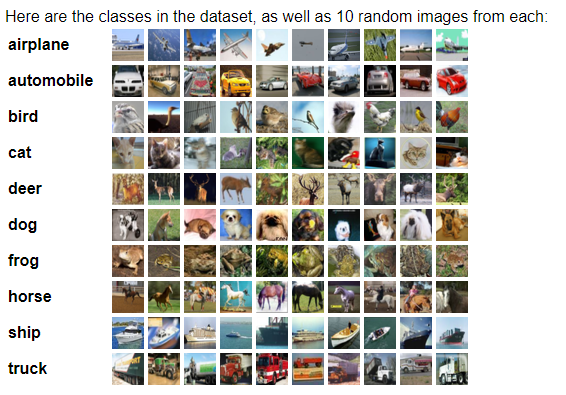 Here are the classes in the dataset, as well as 10 random images from each:
airplane
automobile
bird
cat
deer
dog
frog
horse
ship
truck